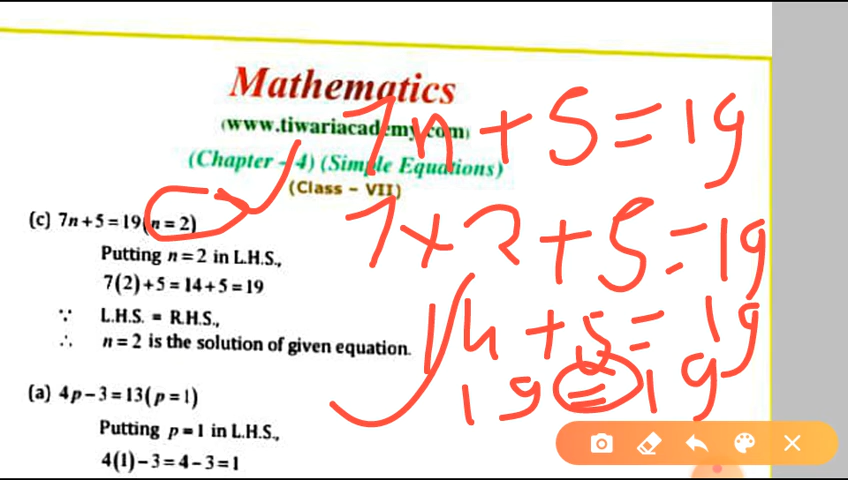 Mathematics
(www.tiwariacademy.com)
(Chapter - 4) (Simple Equations)
(Class - VII)
7n+5=19
(c) 7n+5=19(n=2)
7×2+5=19
Putting n=2 in L.H.S.,
7(2)+5=14+5=19
14+5=19
∵ L.H.S. = R.H.S.,
∴ n=2 is the solution of given equation.
19=19
(a) 4p-3=13(p=1)
Putting p=1 in L.H.S.,
4(1)-3=4-3=1